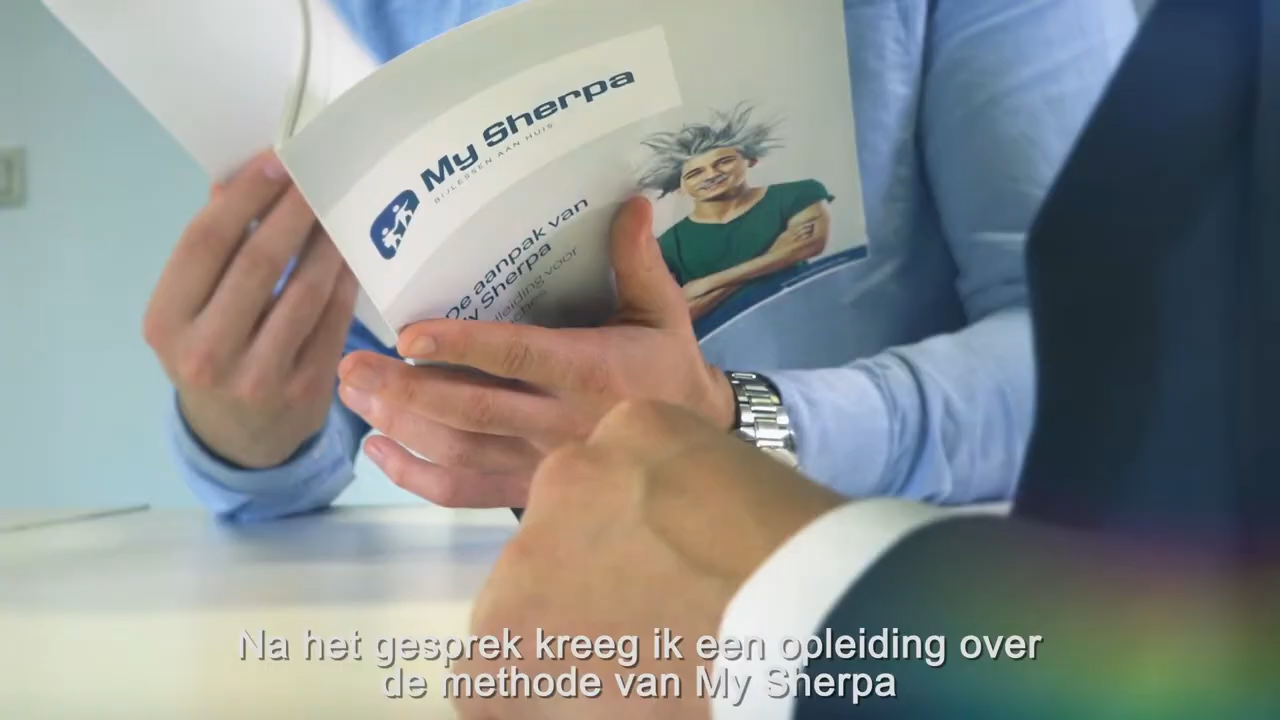 My Sherpa
BIJLESSEN AAN HUIS
De aanpak van
My Sherpa
voor
Na het gesprek kreeg ik een opleiding over
de methode van My Sherpa